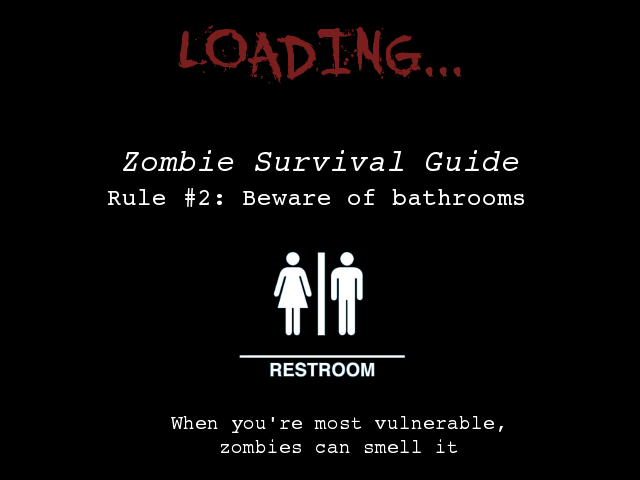 LOADING...
Zombie Survival Guide
Rule #2: Beware of bathrooms
RESTROOM
When you're most vulnerable,
zombies can smell it